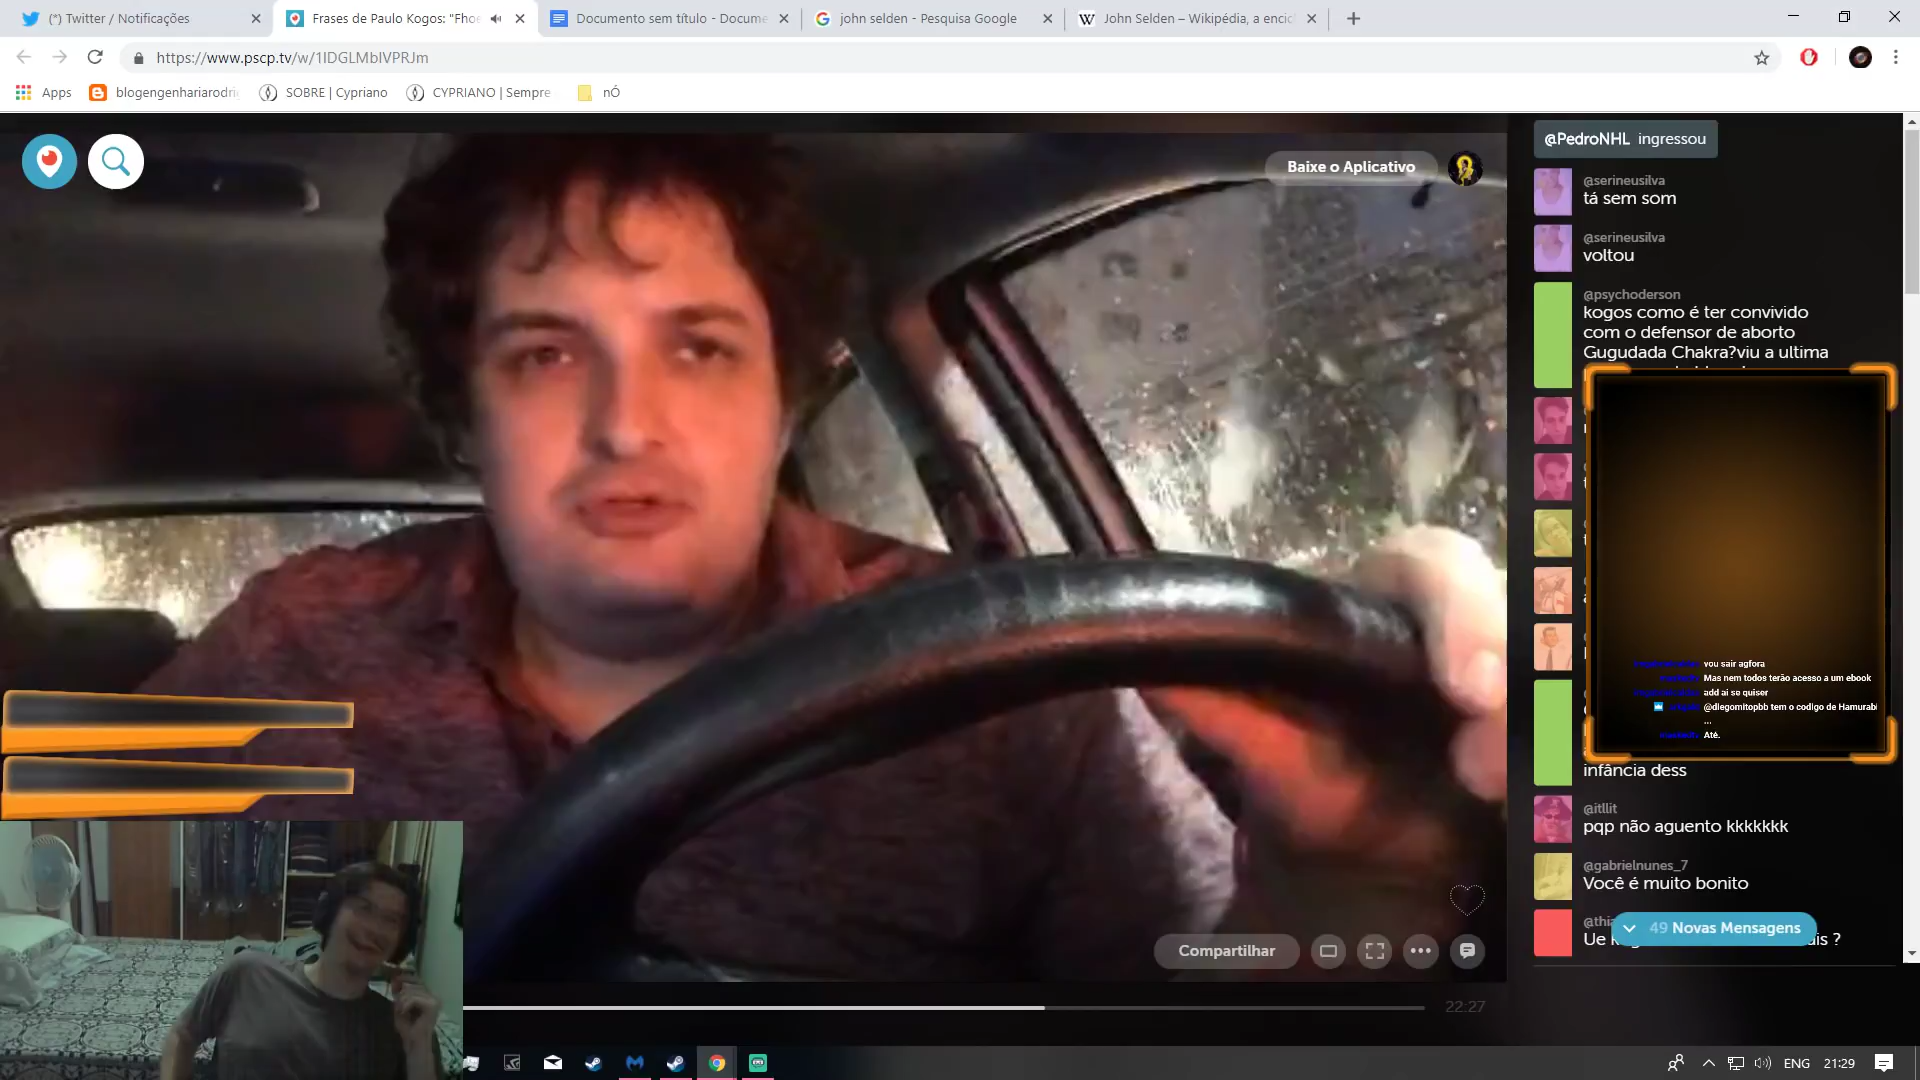 (*) Twitter / Notificações
Frases de Paulo Kogos: "Fhoe
Documento sem título - Docume
john selden - Pesquisa Google
John Selden – Wikipédia, a encic
https://www.pscp.tv/w/1IDGLMbIVPRJm
Apps
blogengenhariarodri
SOBRE | Cypriano
CYPRIANO | Sempre
nÓ
Baixe o Aplicativo
@PedroNHL ingressou
@serineusilva
tá sem som
@serineusilva
voltou
@psychoderson
kogos como é ter convivido
com o defensor de aborto
Gugudada Chakra?viu a ultima
vou sair agfora
Mas nem todos terão acesso a um ebook
add ai se quiser
@diegomitopbb tem o codigo de Hamurabi
...
Até.
infância dess
@itllit
pqp não aguento kkkkkkk
@gabrielnunes_7
Você é muito bonito
49 Novas Mensagens
Ue
ais ?
Compartilhar
22:27
ENG
21:29